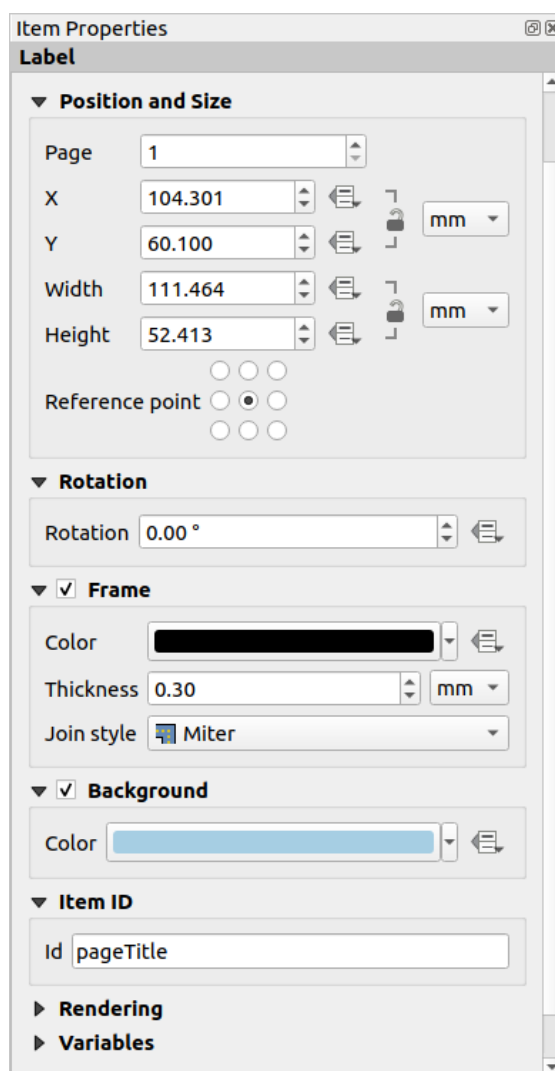 Item Properties
Label
Position and Size
Page 1
X 104.301
mm
Y 60.100
Width 111.464
mm
Height 52.413
Reference point
Rotation
Rotation 0.00 °
Frame
Color
Thickness 0.30 mm
Join style Miter
Background
Color
Item ID
Id pageTitle
Rendering
Variables